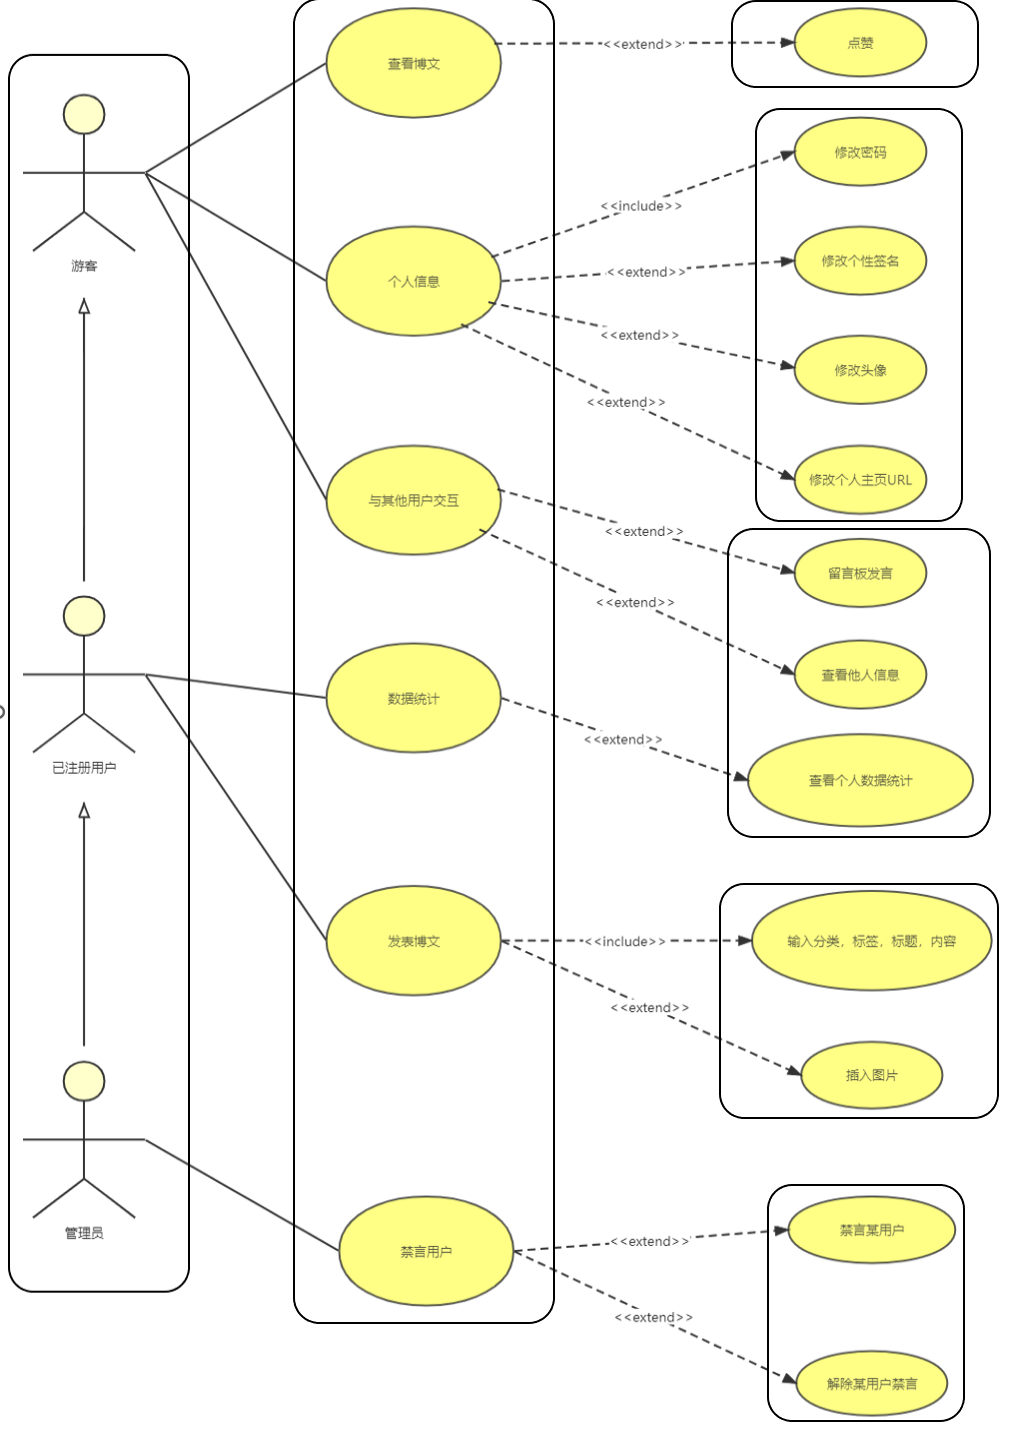 查看博文
<<extend>>
点赞
修改密码
<<include>>
游客
个人信息
<<extend>>
修改个性签名
<<extend>>
修改头像
<<extend>>
修改个人主页URL
与其他用户交互
<<extend>>
留言板发言
<<extend>>
查看他人信息
数据统计
<<extend>>
已注册用户
查看个人数据统计
发表博文
<<include>>
输入分类，标签，标题，内容
<<extend>>
插入图片
管理员
禁言用户
<<extend>>
禁言某用户
<<extend>>
解除某用户禁言